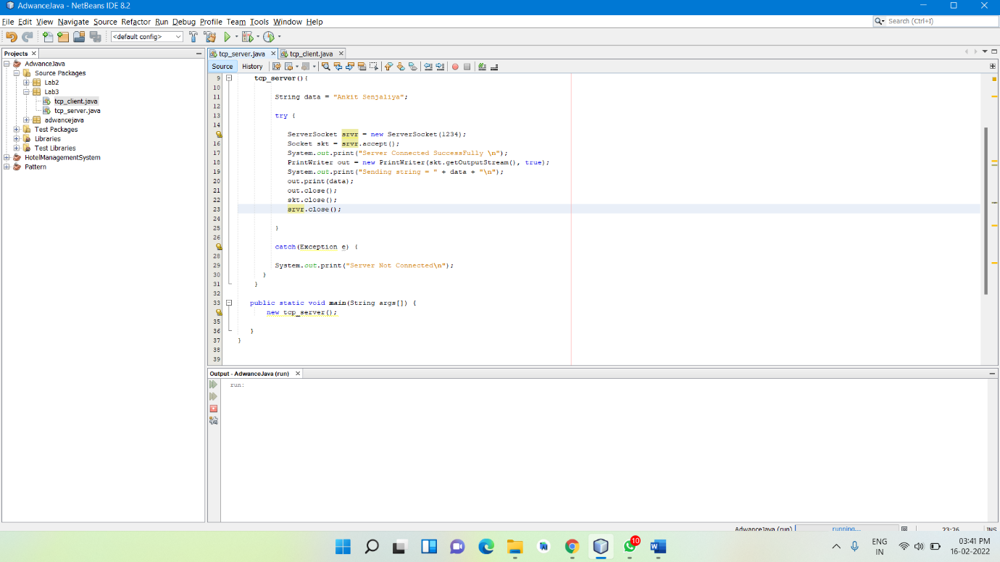 AdwanceJava - NetBeans IDE 8.2
File Edit View Navigate Source Refactor Run Debug Profile Team Tools Window Help
Search (Ctrl+I)
<default config>
Projects
AdwanceJava
Source Packages
Lab2
Lab3
tcp_client.java
tcp_server.java
adwancejava
Test Packages
Libraries
Test Libraries
HotelManagementSystem
Pattern
tcp_server.java tcp_client.java
Source History
9 tcp_server(){
10
11 String data = "Ankit Senjaliya";
12
13 try {
14
ServerSocket srvr = new ServerSocket(1234);
16 Socket skt = srvr.accept();
17 System.out.print("Server Connected SuccessFully \n");
18 PrintWriter out = new PrintWriter(skt.getOutputStream(), true);
19 System.out.print("Sending string = " + data + "\n");
20 out.print(data);
21 out.close();
22 skt.close();
23 srvr.close();
24
25 }
26
catch(Exception e) {
28
29 System.out.print("Server Not Connected\n");
30 }
31 }
32
33 public static void main(String args[]) {
new tcp_server();
35
36 }
37 }
38
39
Output - AdwanceJava (run)
run:
AdwanceJava (run) running... 23:26 INS
10
ENG
IN
03:41 PM
16-02-2022